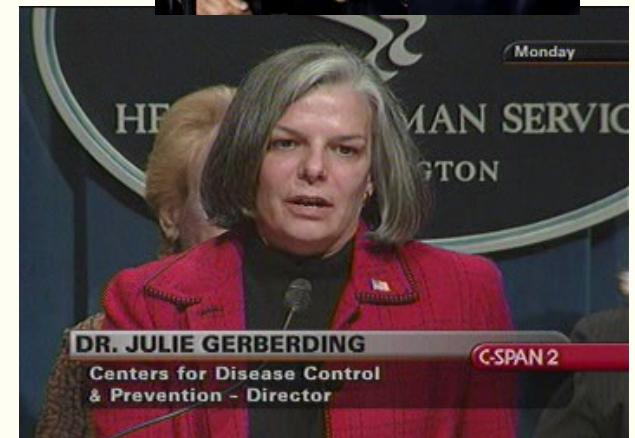 Monday
HE MAN SERVIC
GTON
DR. JULIE GERBERDING
C-SPAN 2
Centers for Disease Control
& Prevention - Director